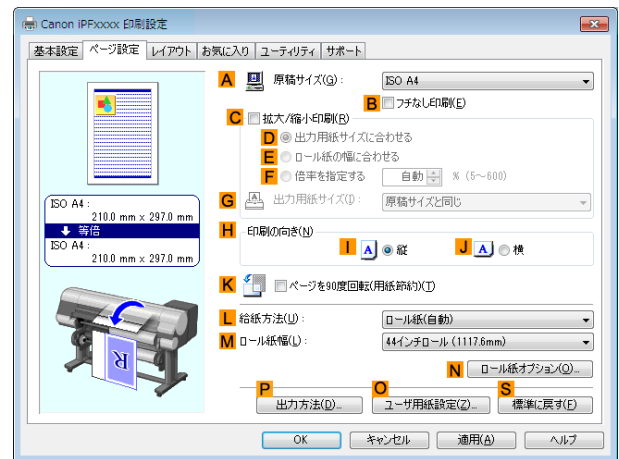 Canon iPFxxxx 印刷設定
基本設定 ページ設定 レイアウト お気に入り ユーティリティ サポート
A 原稿サイズ(G): ISO A4
B フチなし印刷(E)
C 拡大/縮小印刷(R)
D 出力用紙サイズに合わせる
E ロール紙の幅に合わせる
F 倍率を指定する 自動 % (5～600)
G 出力用紙サイズ(I): 原稿サイズと同じ
ISO A4 :
210.0 mm x 297.0 mm
等倍
ISO A4 :
210.0 mm x 297.0 mm
H 印刷の向き(N)
I A 縦 J A 横
K ページを90度回転(用紙節約)(T)
L 給紙方法(U): ロール紙(自動)
M ロール紙幅(L): 44インチロール (1117.6mm)
R
N ロール紙オプション(O)...
P O S
出力方法(D)... ユーザ用紙設定(Z)... 標準に戻す(F)
OK キャンセル 適用(A) ヘルプ